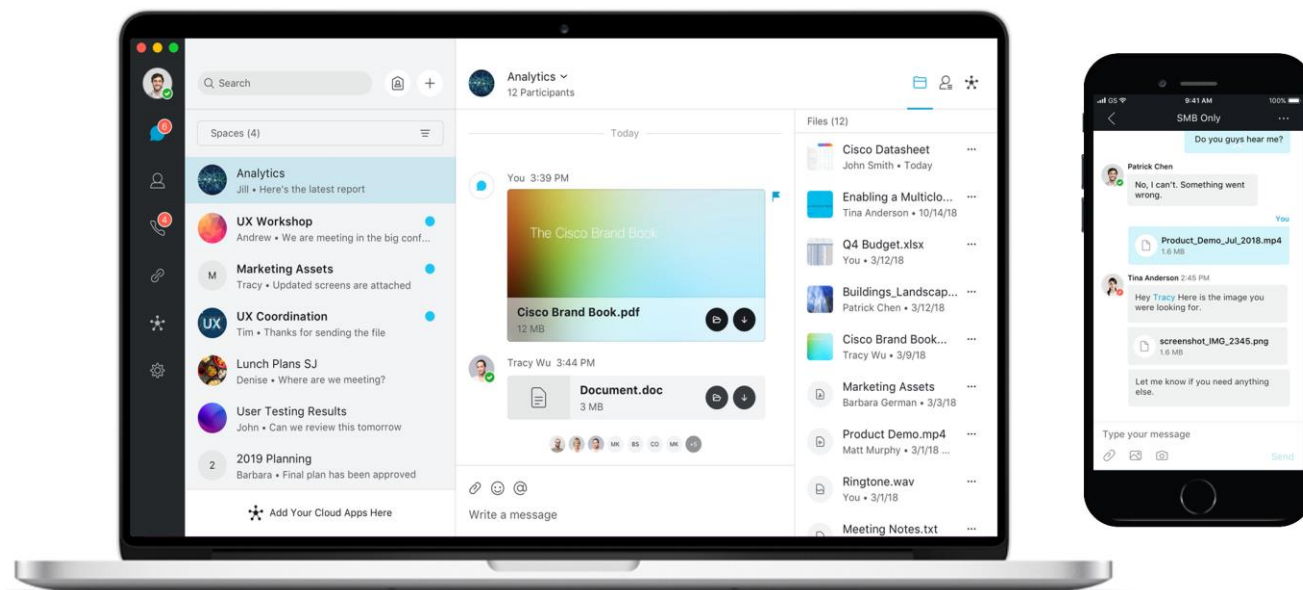 6
4
Search
Spaces (4)
Analytics
Jill • Here's the latest report
UX Workshop
Andrew • We are meeting in the big conf...
M
Marketing Assets
Tracy • Updated screens are attached
UX
UX Coordination
Tim • Thanks for sending the file
Lunch Plans SJ
Denise • Where are we meeting?
User Testing Results
John • Can we review this tomorrow
2
2019 Planning
Barbara • Final plan has been approved
Add Your Cloud Apps Here
Analytics
12 Participants
Today
You 3:39 PM
The Cisco Brand Book
Cisco Brand Book.pdf
12 MB
Tracy Wu 3:44 PM
Document.doc
3 MB
MK BS CO MK +5
Write a message
Files (12)
Cisco Datasheet
John Smith • Today
Enabling a Multiclo...
Tina Anderson • 10/14/18
Q4 Budget.xlsx
You • 3/12/18
Buildings_Landscap...
Patrick Chen • 3/12/18
Cisco Brand Book...
Tracy Wu • 3/9/18
Marketing Assets
Barbara German • 3/3/18
Product Demo.mp4
Matt Murphy • 3/1/18 ...
Ringtone.wav
You • 3/1/18
Meeting Notes.txt
GS 9:41 AM 100%
SMB Only
Do you guys hear me?
Patrick Chen
No, I can't. Something went
wrong.
You
Product_Demo_Jul_2018.mp4
1.6 MB
Tina Anderson 2:45 PM
Hey Tracy Here is the image you
were looking for.
screenshot_IMG_2345.png
1.6 MB
Let me know if you need anything
else.
Type your message
Send